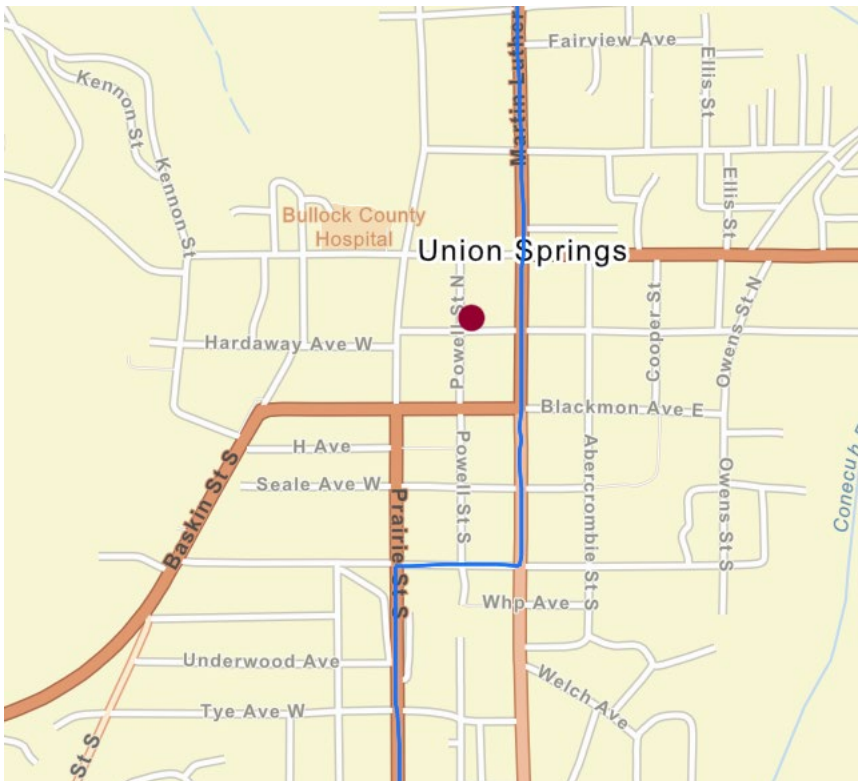 Fairview Ave
Ellis St
Kennon St
Martin Luther
Kennon St
Ellis St
Bullock County
Hospital
Union Springs
Powell St N
Cooper St
Owens St N
Hardaway Ave W
Blackmon Ave E
H Ave
Powell St S
Abercrombie St S
Baskin St S
Seale Ave W
Prairie St S
Owens St S
Conecuh
Whp Ave
Underwood Ave
Welch Ave
Tye Ave W
St S